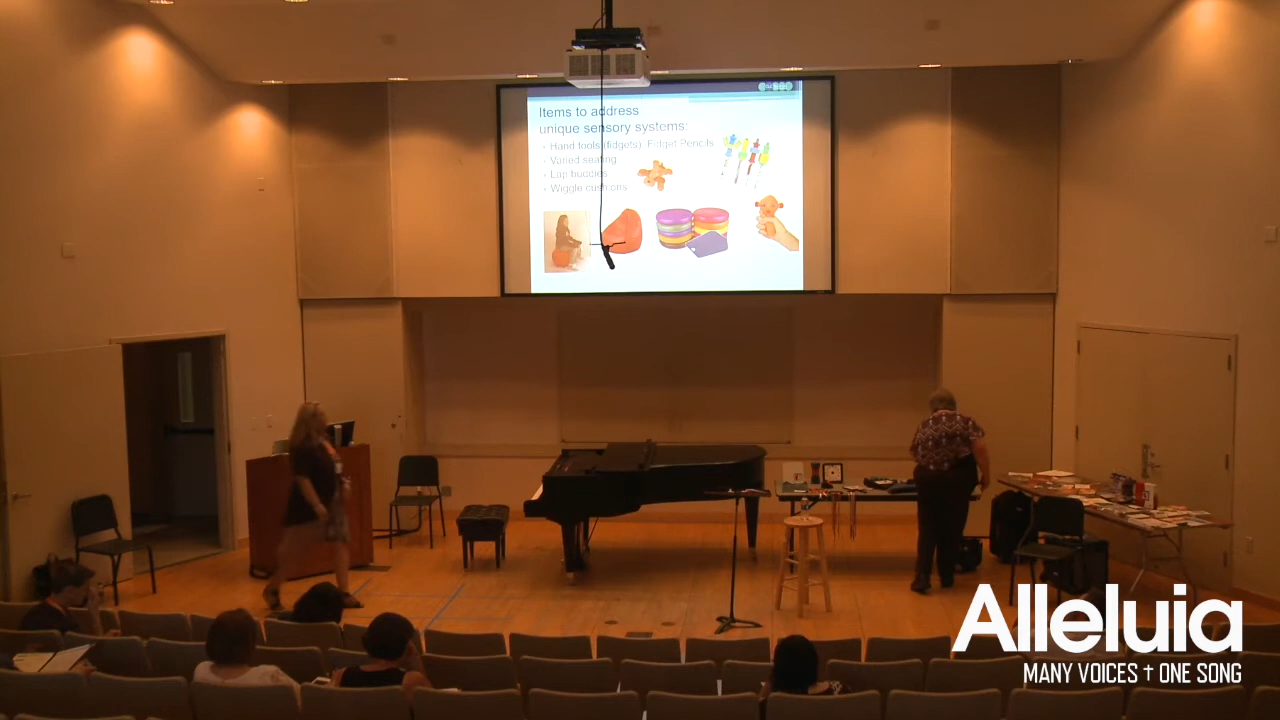 Items to address
unique sensory systems:
- Hand tools (fidgets), Fidget Pencils
- Varied seating
- Lap buddies
- Wiggle cushions
Alleluia
MANY VOICES † ONE SONG